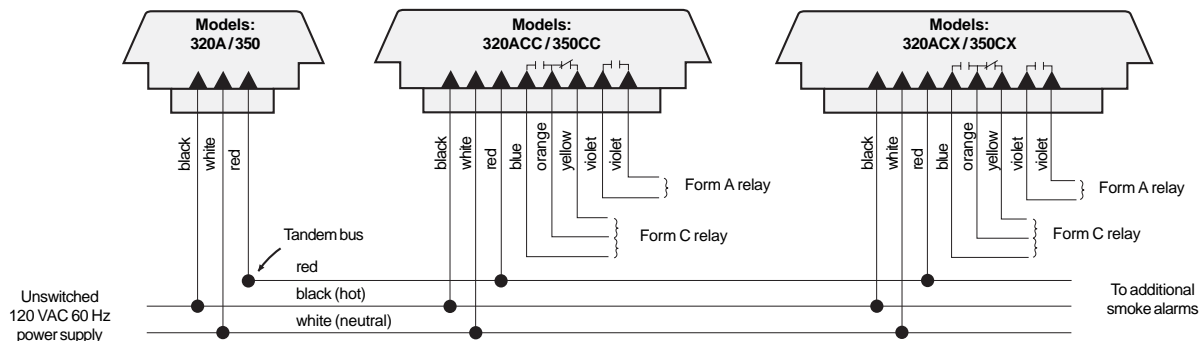 Models:
320A / 350
Models:
320ACC / 350CC
Models:
320ACX / 350CX
black
white
red
black
white
red
blue
orange
yellow
violet
violet
black
white
red
blue
orange
yellow
violet
violet
Form A relay
Form C relay
Form A relay
Form C relay
Tandem bus
red
black (hot)
white (neutral)
Unswitched
120 VAC 60 Hz
power supply
To additional
smoke alarms